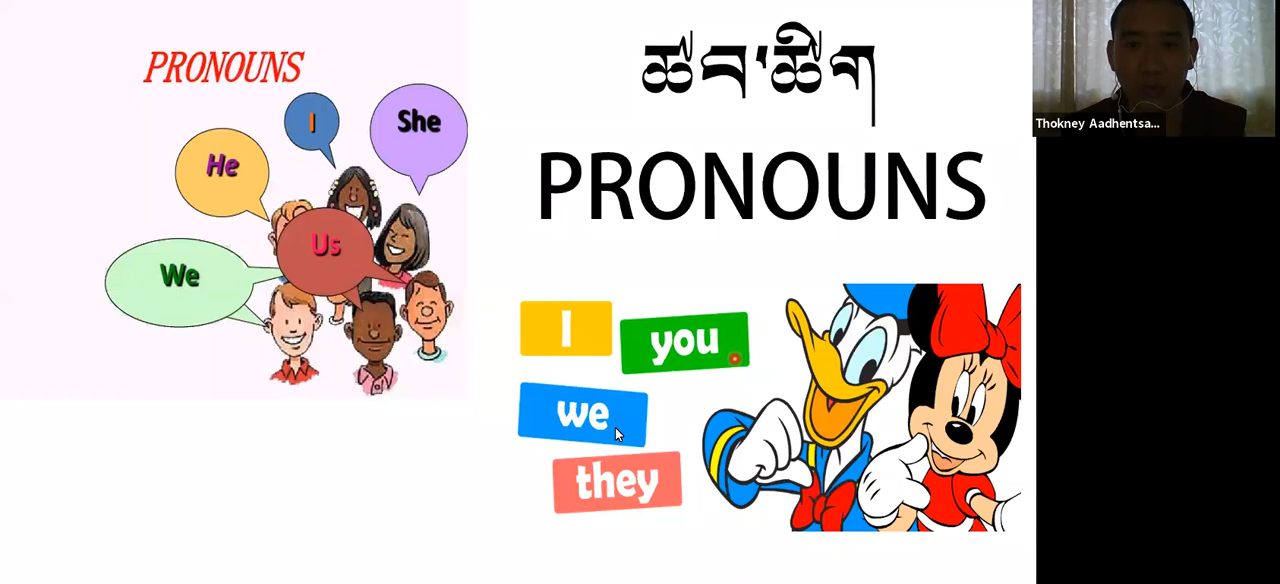 PRONOUNS
I
She
He
Us
We
ཚབ་ཚིག
PRONOUNS
I
you
we
they
Thokney Aadhentsa...